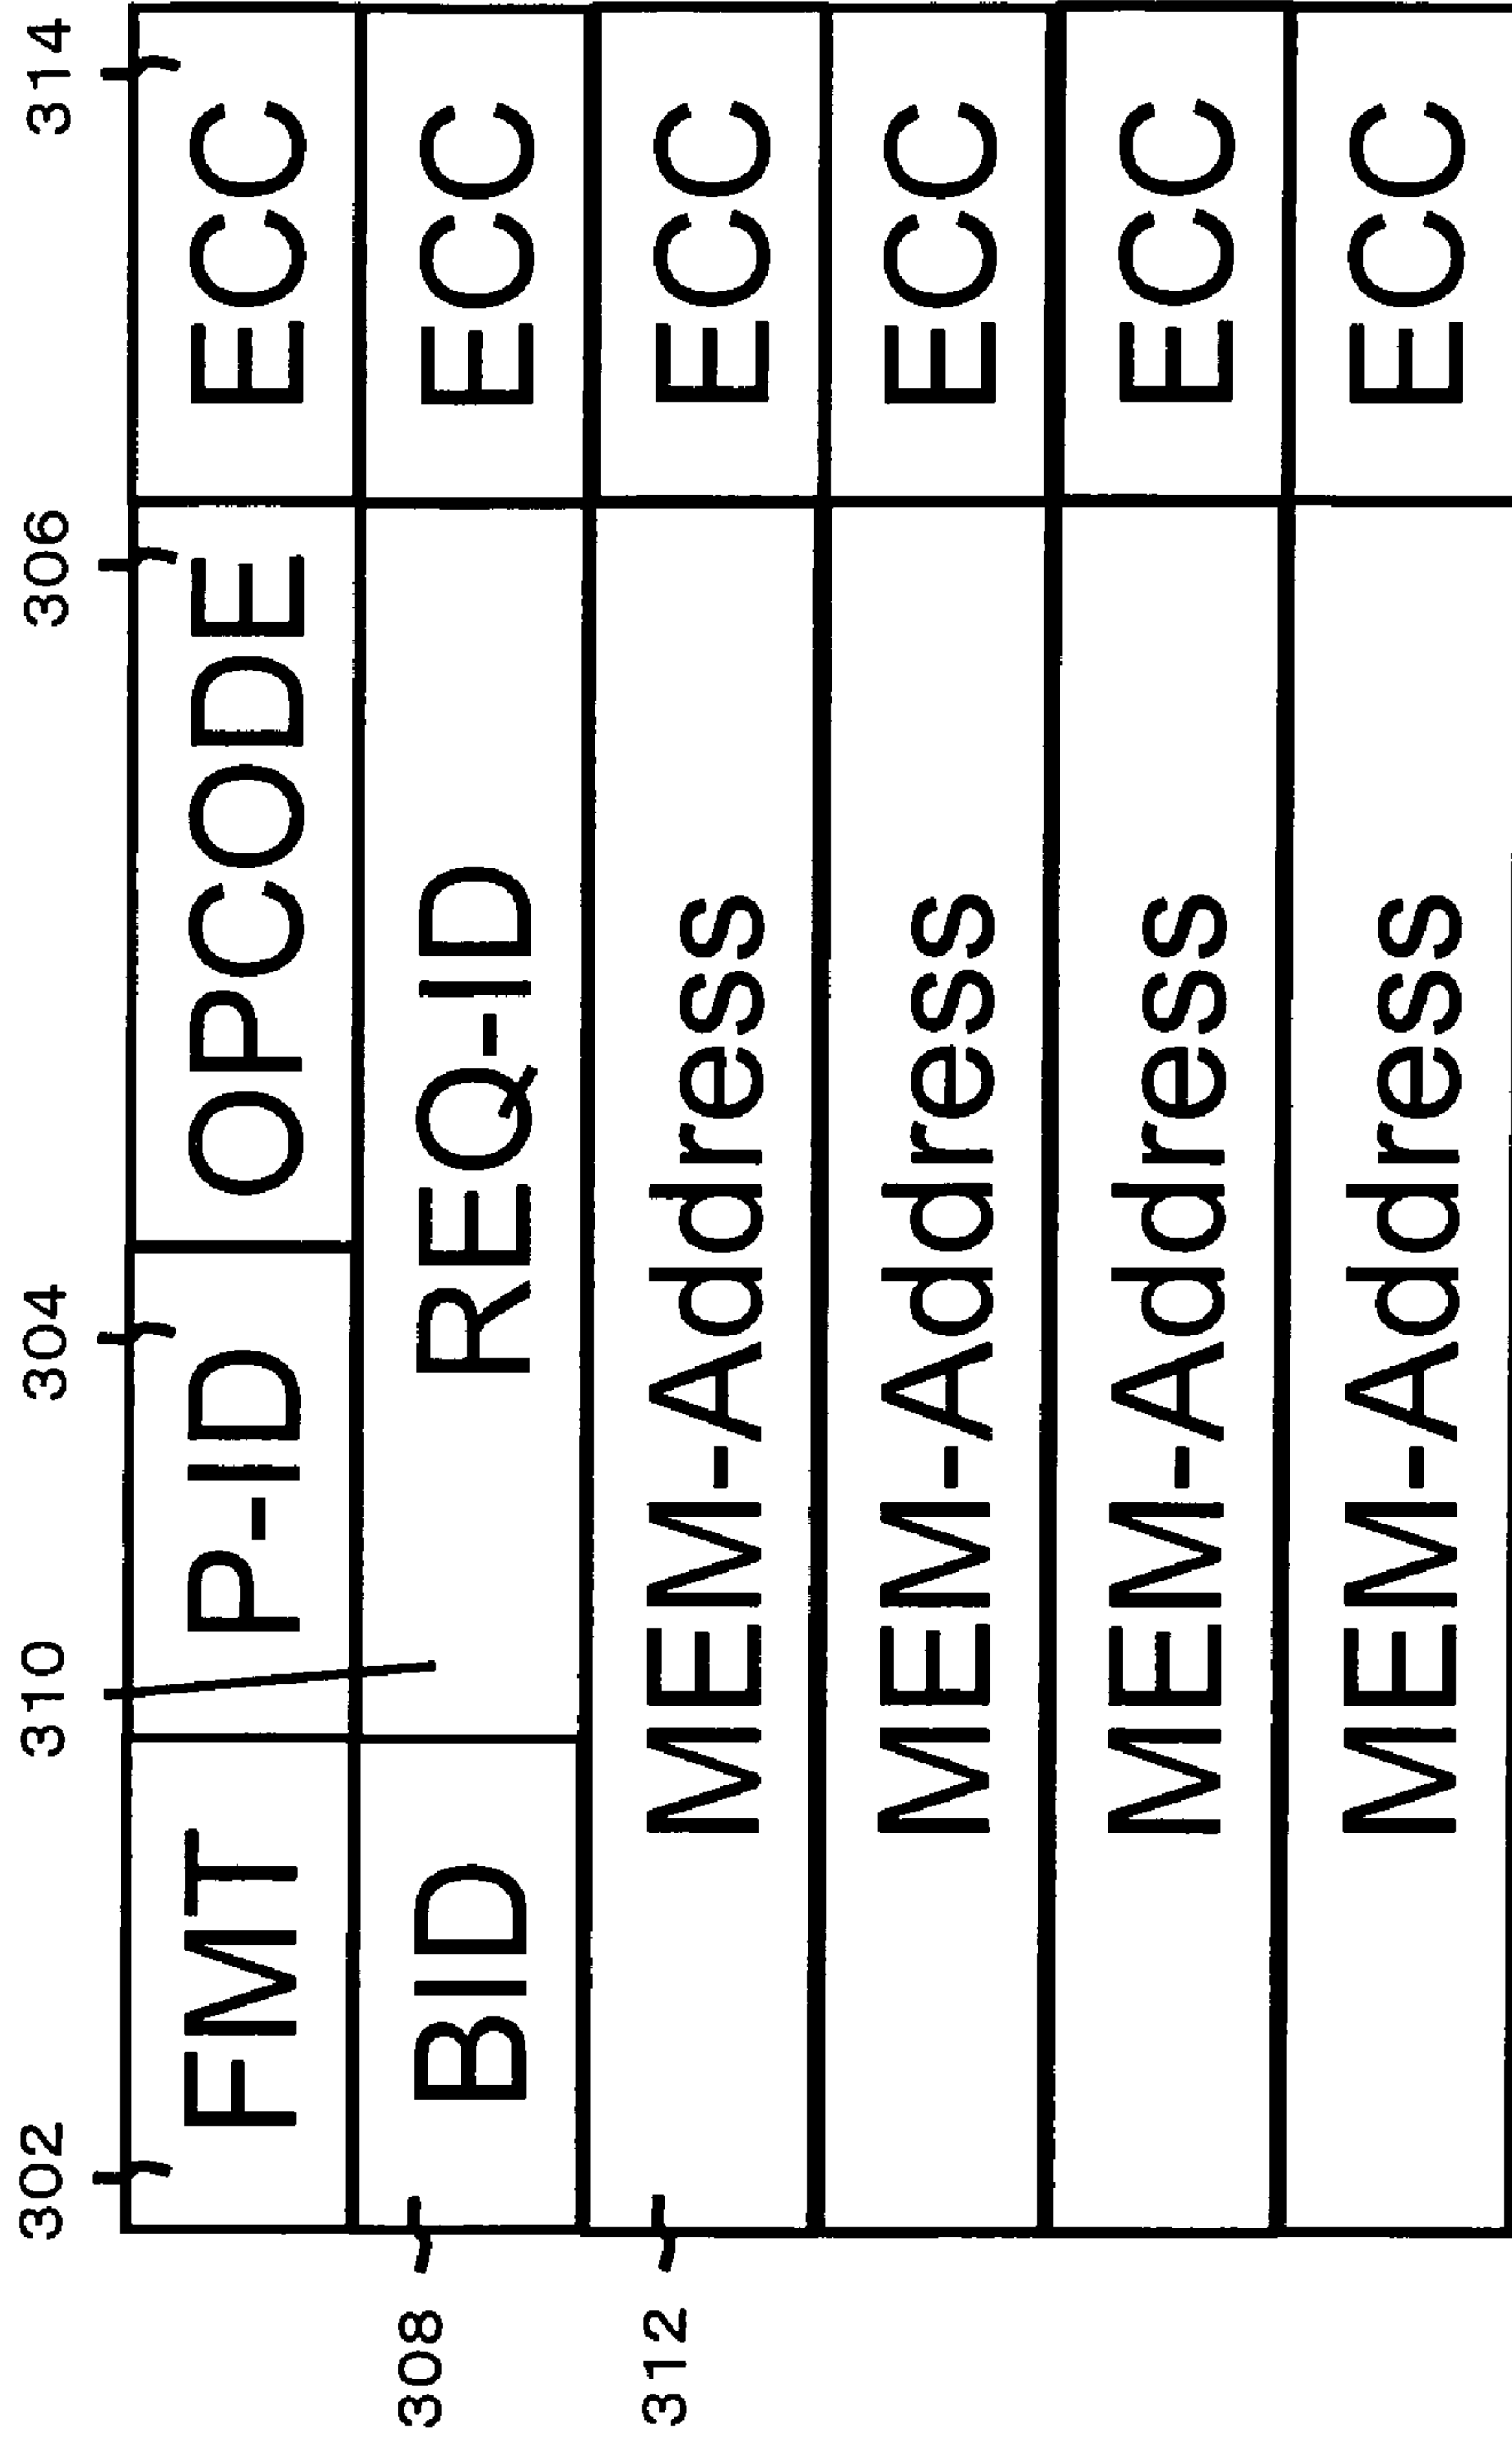 302 310 304 306 314
FMT P-ID OPCODE ECC
308 BID REQ-ID ECC
312 MEM-Address ECC
MEM-Address ECC
MEM-Address ECC
MEM-Address ECC